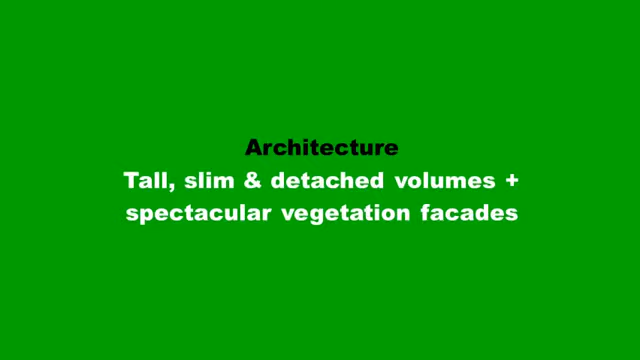 Architecture
Tall, slim & detached volumes +
spectacular vegetation facades